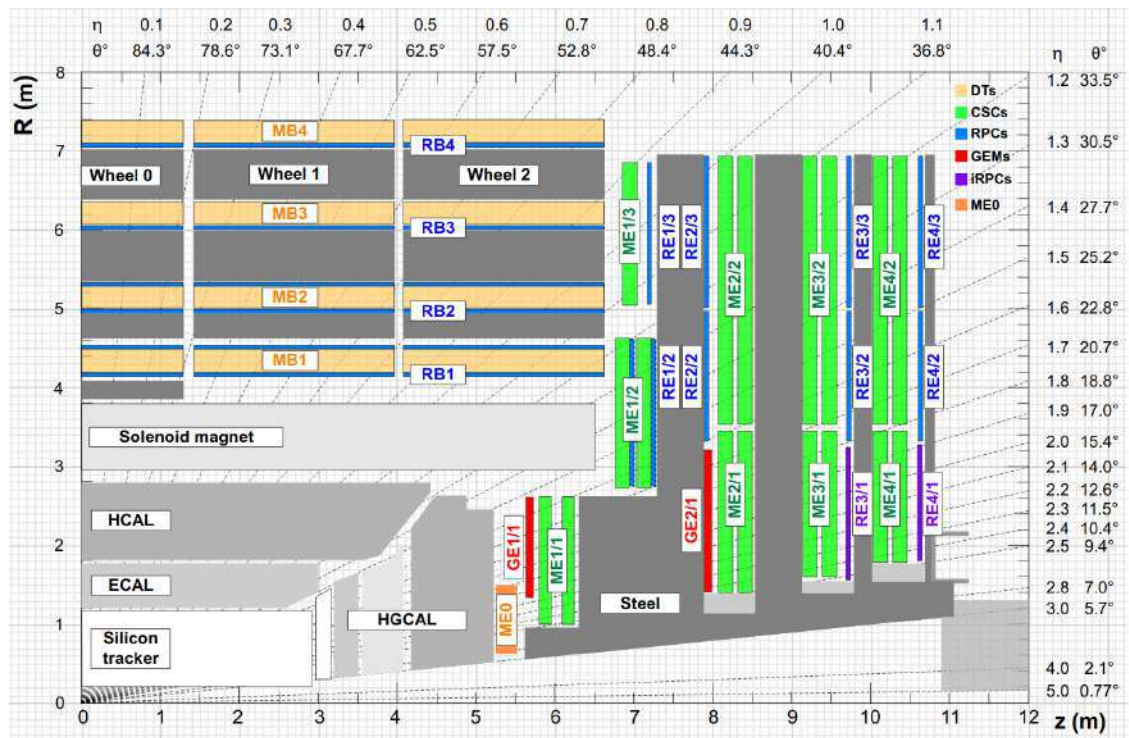 η 0.1 0.2 0.3 0.4 0.5 0.6 0.7 0.8 0.9 1.0 1.1
θ° 84.3° 78.6° 73.1° 67.7° 62.5° 57.5° 52.8° 48.4° 44.3° 40.4° 36.8°
η θ°
R (m)
8
7
6
5
4
3
2
1
0
1.2 33.5°
1.3 30.5°
1.4 27.7°
1.5 25.2°
1.6 22.8°
1.7 20.7°
1.8 18.8°
1.9 17.0°
2.0 15.4°
2.1 14.0°
2.2 12.6°
2.3 11.5°
2.4 10.4°
2.5 9.4°
2.8 7.0°
3.0 5.7°
4.0 2.1°
5.0 0.77°
DTs
CSCs
RPCs
GEMs
iRPCs
ME0
MB4
RB4
Wheel 0
Wheel 1
Wheel 2
MB3
RB3
MB2
RB2
MB1
RB1
Solenoid magnet
HCAL
ECAL
Silicon
tracker
HGCAL
Steel
ME0
GE1/1
ME1/1
ME1/2
ME1/3
RE1/3
RE2/3
RE1/2
RE2/2
GE2/1
ME2/2
ME2/1
ME3/2
ME3/1
RE3/3
RE3/2
RE3/1
ME4/2
ME4/1
RE4/3
RE4/2
RE4/1
0 1 2 3 4 5 6 7 8 9 10 11 12 z (m)